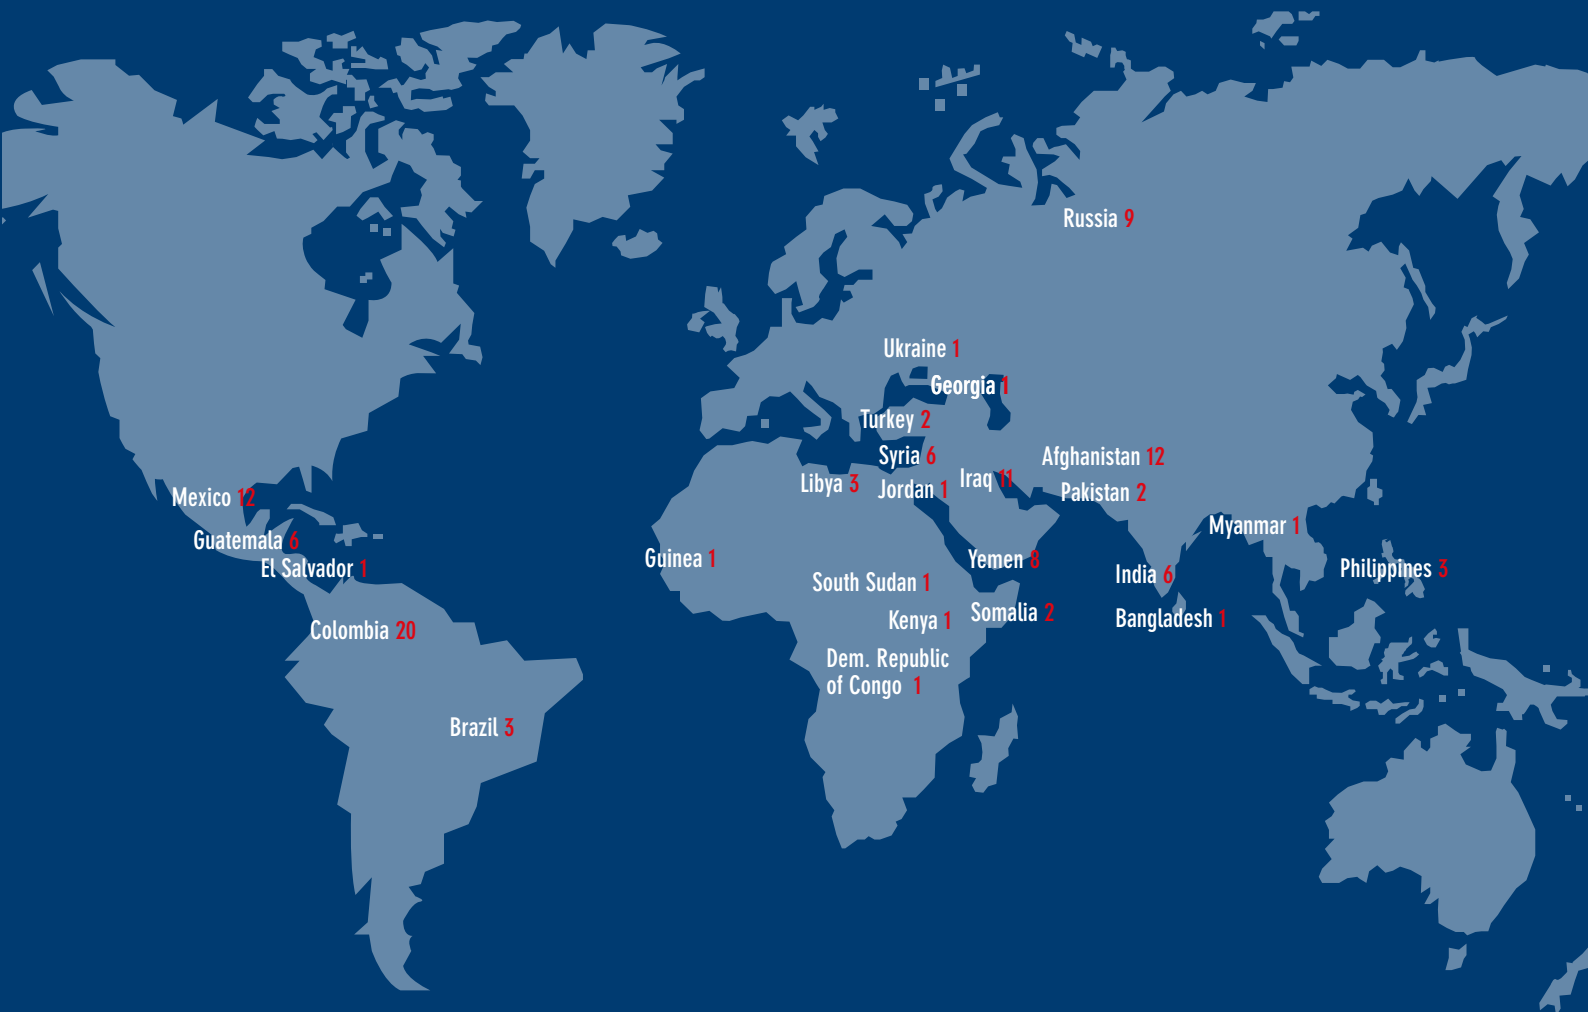 Russia 9
Ukraine 1
Georgia 1
Turkey 2
Syria 6
Afghanistan 12
Iraq 11
Libya 3
Jordan 1
Pakistan 2
Mexico 12
Myanmar 1
Guatemala 6
Guinea 1
Yemen 8
El Salvador 1
Philippines 3
India 6
South Sudan 1
Somalia 2
Kenya 1
Bangladesh 1
Colombia 20
Dem. Republic
of Congo 1
Brazil 3